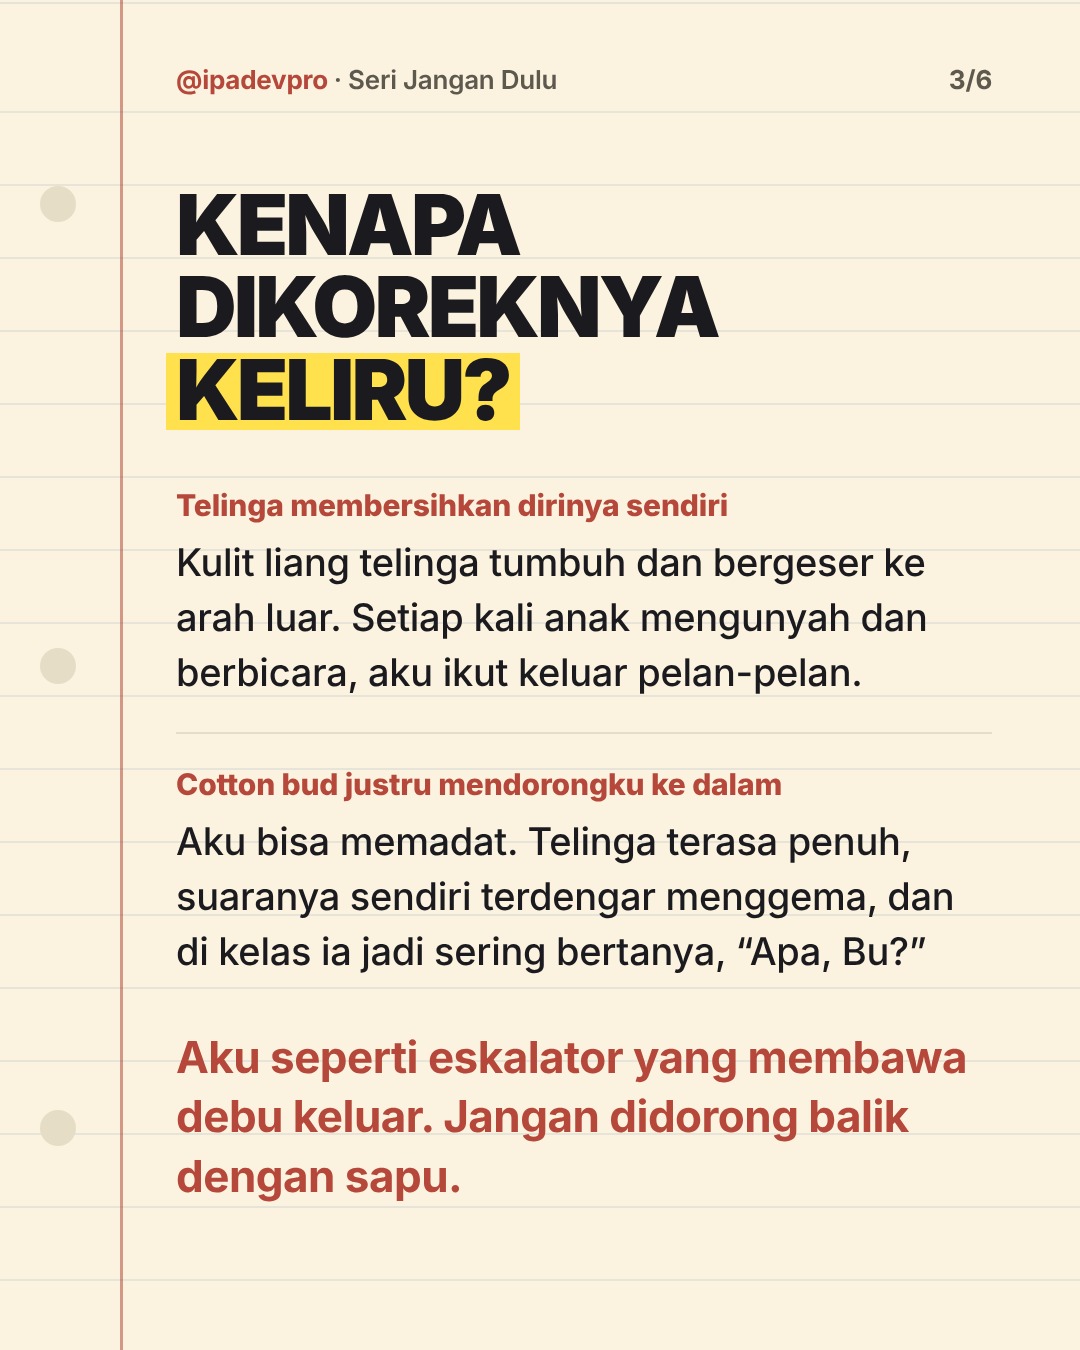 @ipadevpro · Seri Jangan Dulu
3/6
KENAPA
DIKOREKNYA
KELIRU?
Telinga membersihkan dirinya sendiri
Kulit liang telinga tumbuh dan bergeser ke
arah luar. Setiap kali anak mengunyah dan
berbicara, aku ikut keluar pelan-pelan.
Cotton bud justru mendorongku ke dalam
Aku bisa memadat. Telinga terasa penuh,
suaranya sendiri terdengar menggema, dan
di kelas ia jadi sering bertanya, “Apa, Bu?”
Aku seperti eskalator yang membawa
debu keluar. Jangan didorong balik
dengan sapu.